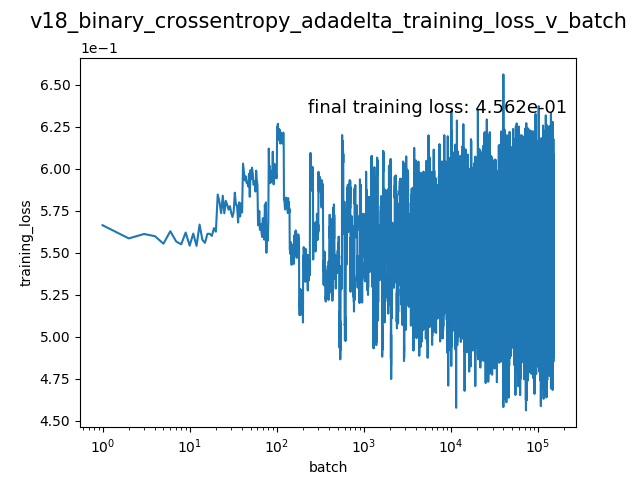 v18_binary_crossentropy_adadelta_training_loss_v_batch
1e−1
final training loss: 4.562e-01
6.50
6.25
6.00
5.75
5.50
5.25
5.00
4.75
4.50
training_loss
10⁰ 10¹ 10² 10³ 10⁴ 10⁵
batch